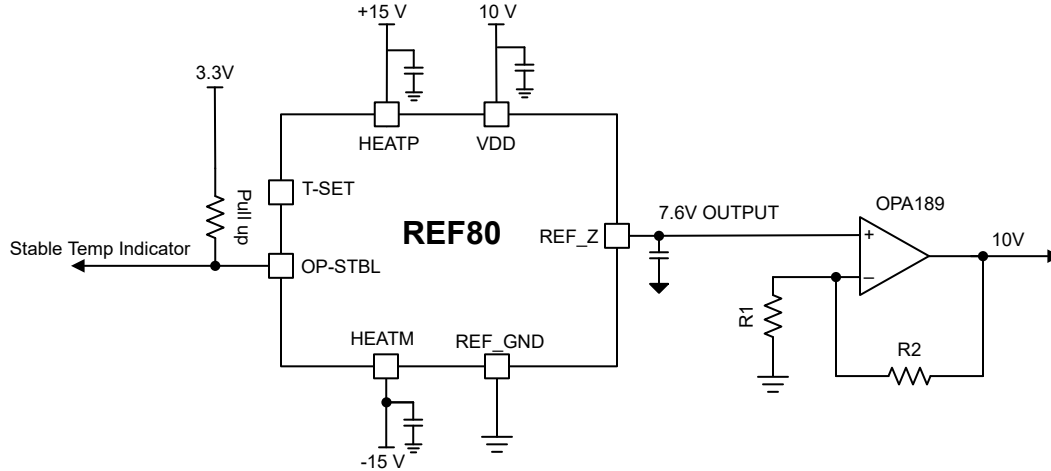 +15 V
10 V
3.3V
HEATP
VDD
T-SET
Pull up
REF80
REF_Z
7.6V OUTPUT
OPA189
+
10V
Stable Temp Indicator
OP-STBL
–
R1
HEATM
REF_GND
R2
-15 V